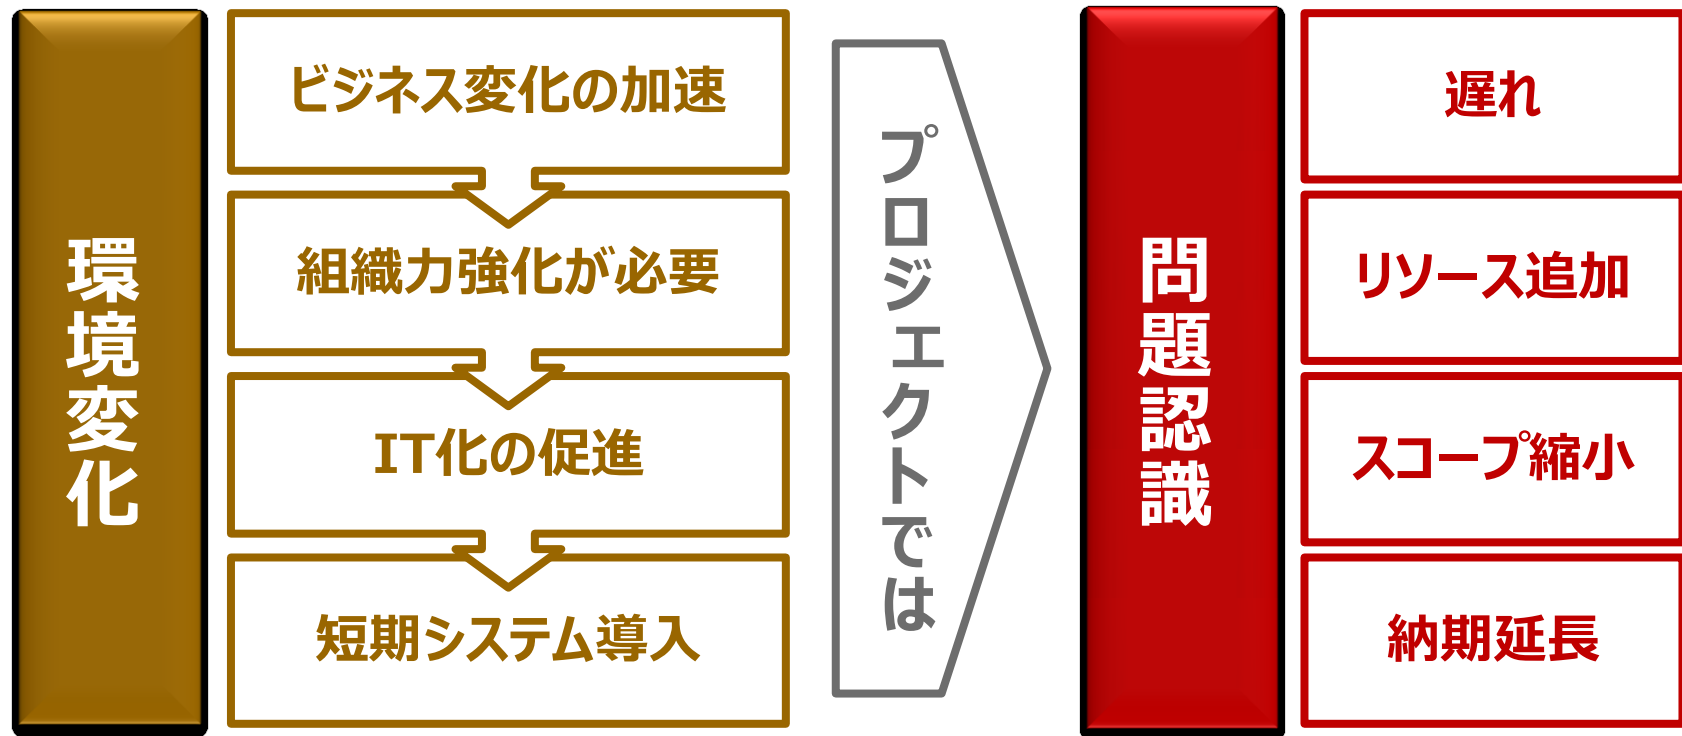 環境変化
ビジネス変化の加速
組織力強化が必要
IT化の促進
短期システム導入
プロジェクトでは
問題認識
遅れ
リソース追加
スコープ縮小
納期延長